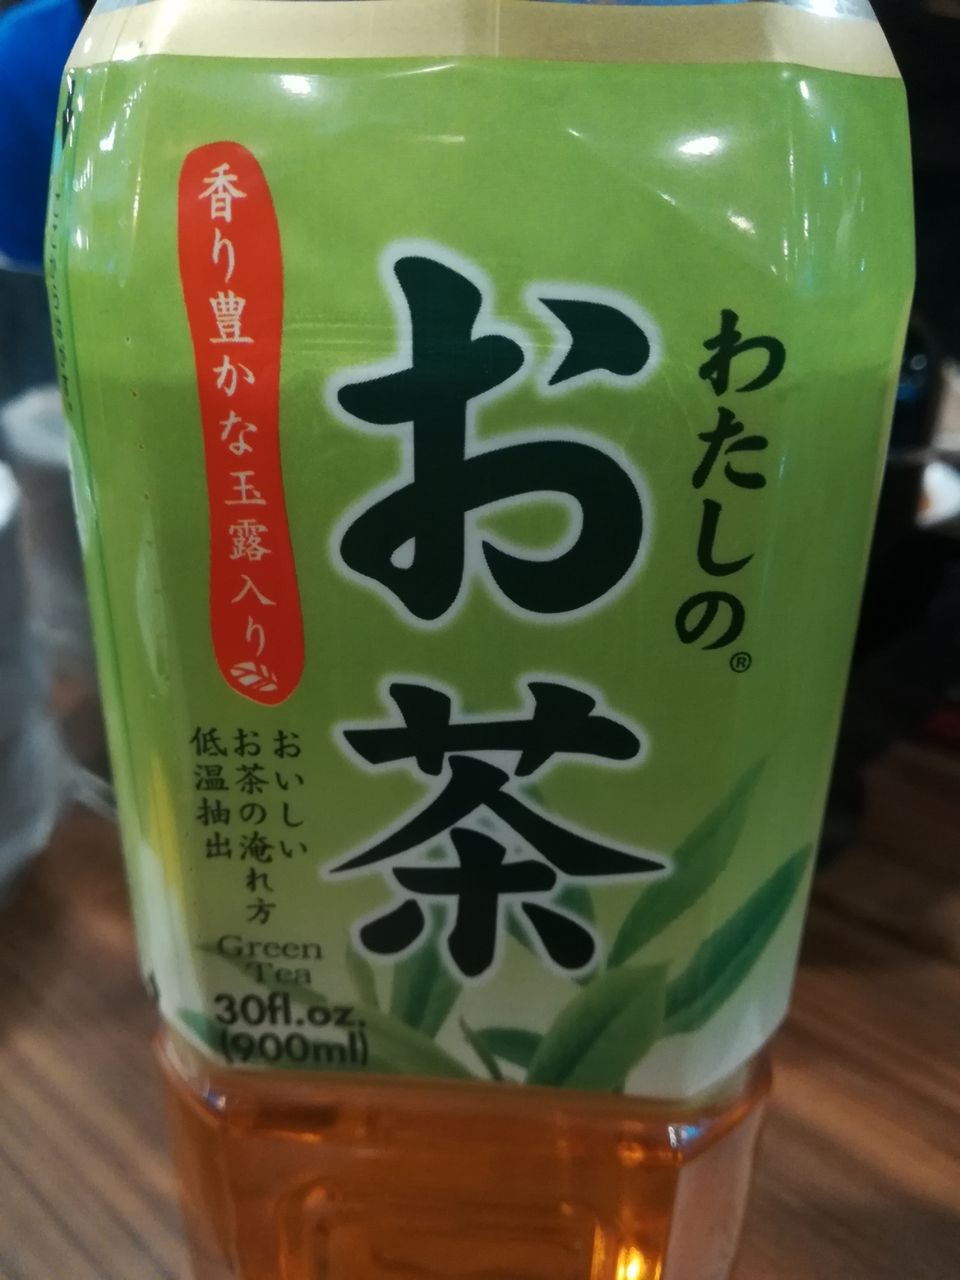 わたしの®
お茶
香り豊かな玉露入り
おいしい
お茶の淹れ方
低温抽出
Green
Tea
30fl.oz.
(900ml)